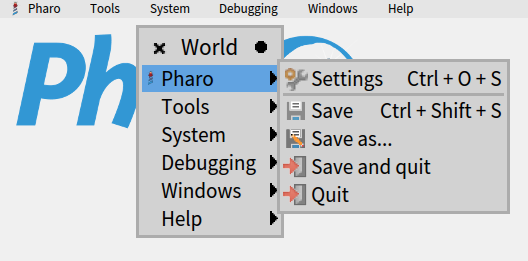 Pharo Tools System Debugging Windows Help
Ph
World
Pharo
Tools
System
Debugging
Windows
Help
Settings Ctrl + O + S
Save Ctrl + Shift + S
Save as...
Save and quit
Quit